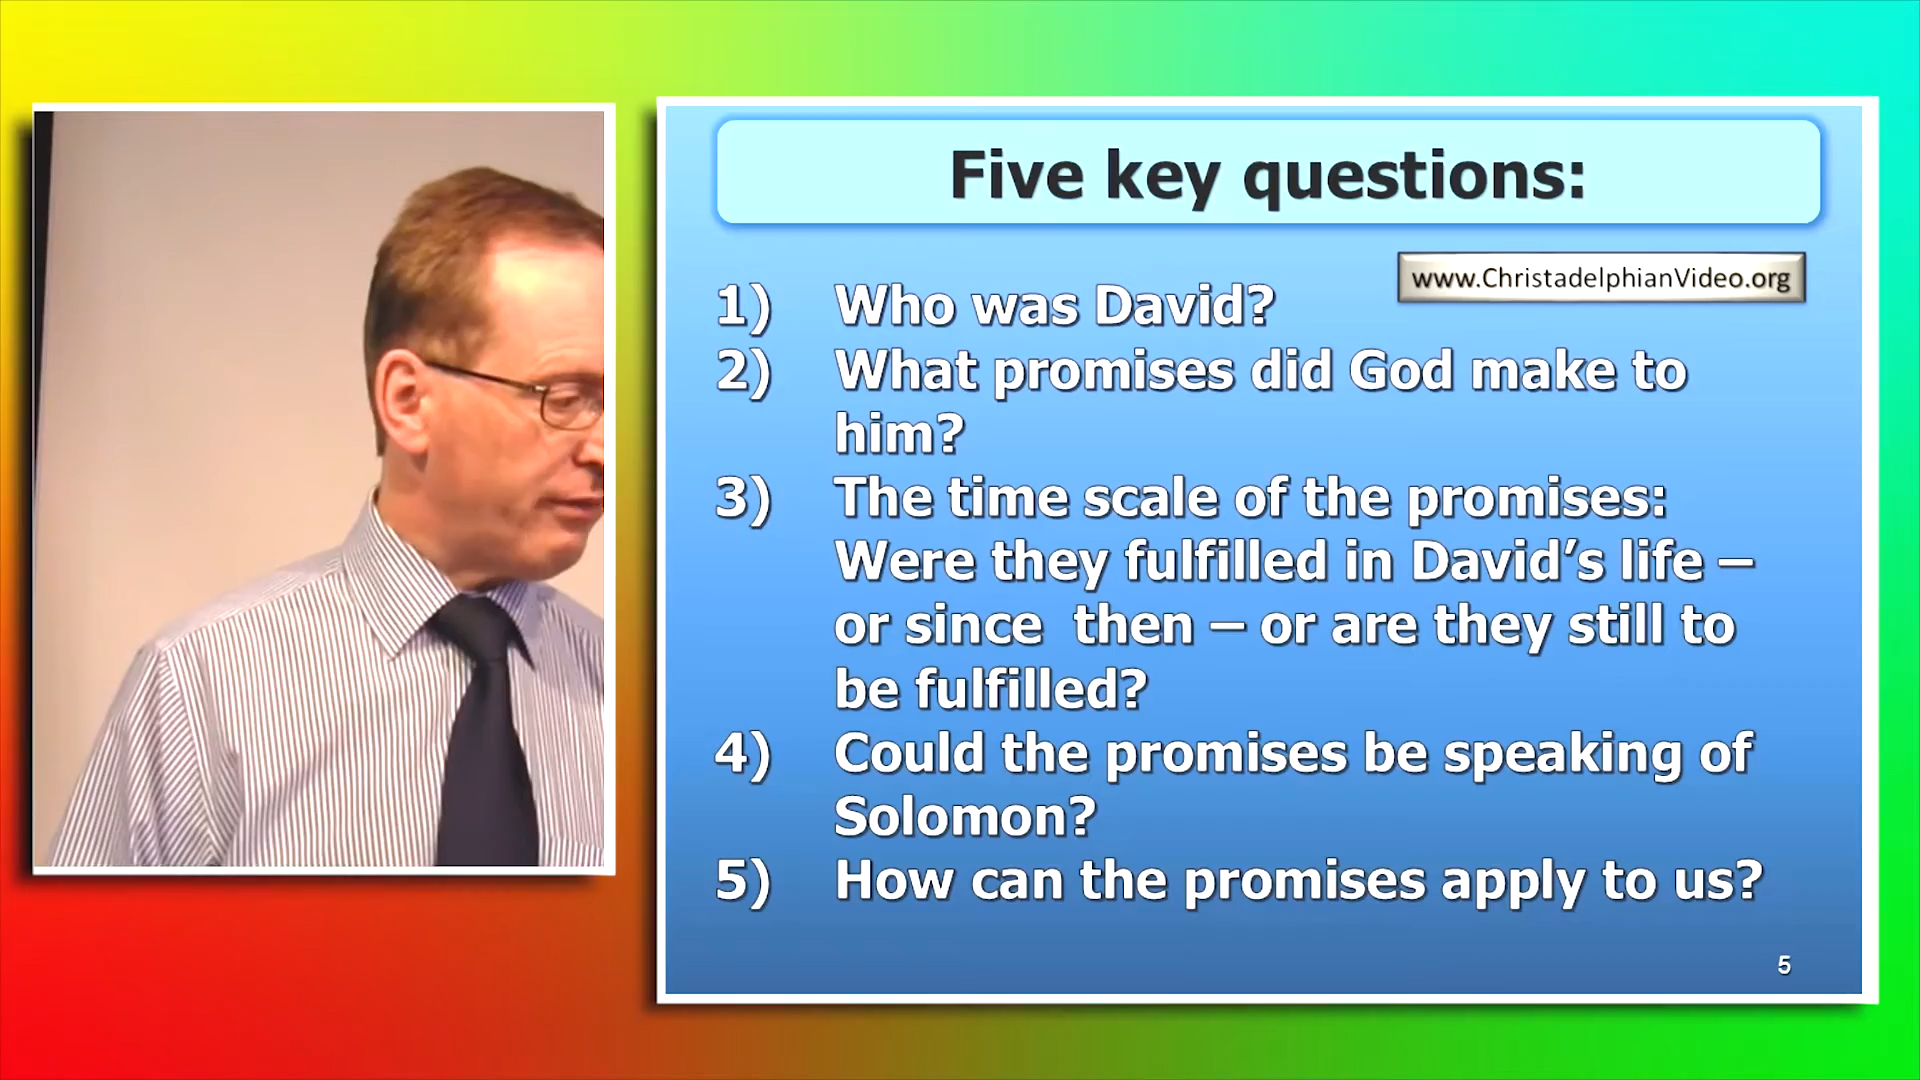 Five key questions:
www.ChristadelphianVideo.org
1) Who was David?
2) What promises did God make to
him?
3) The time scale of the promises:
Were they fulfilled in David’s life –
or since then – or are they still to
be fulfilled?
4) Could the promises be speaking of
Solomon?
5) How can the promises apply to us?
5